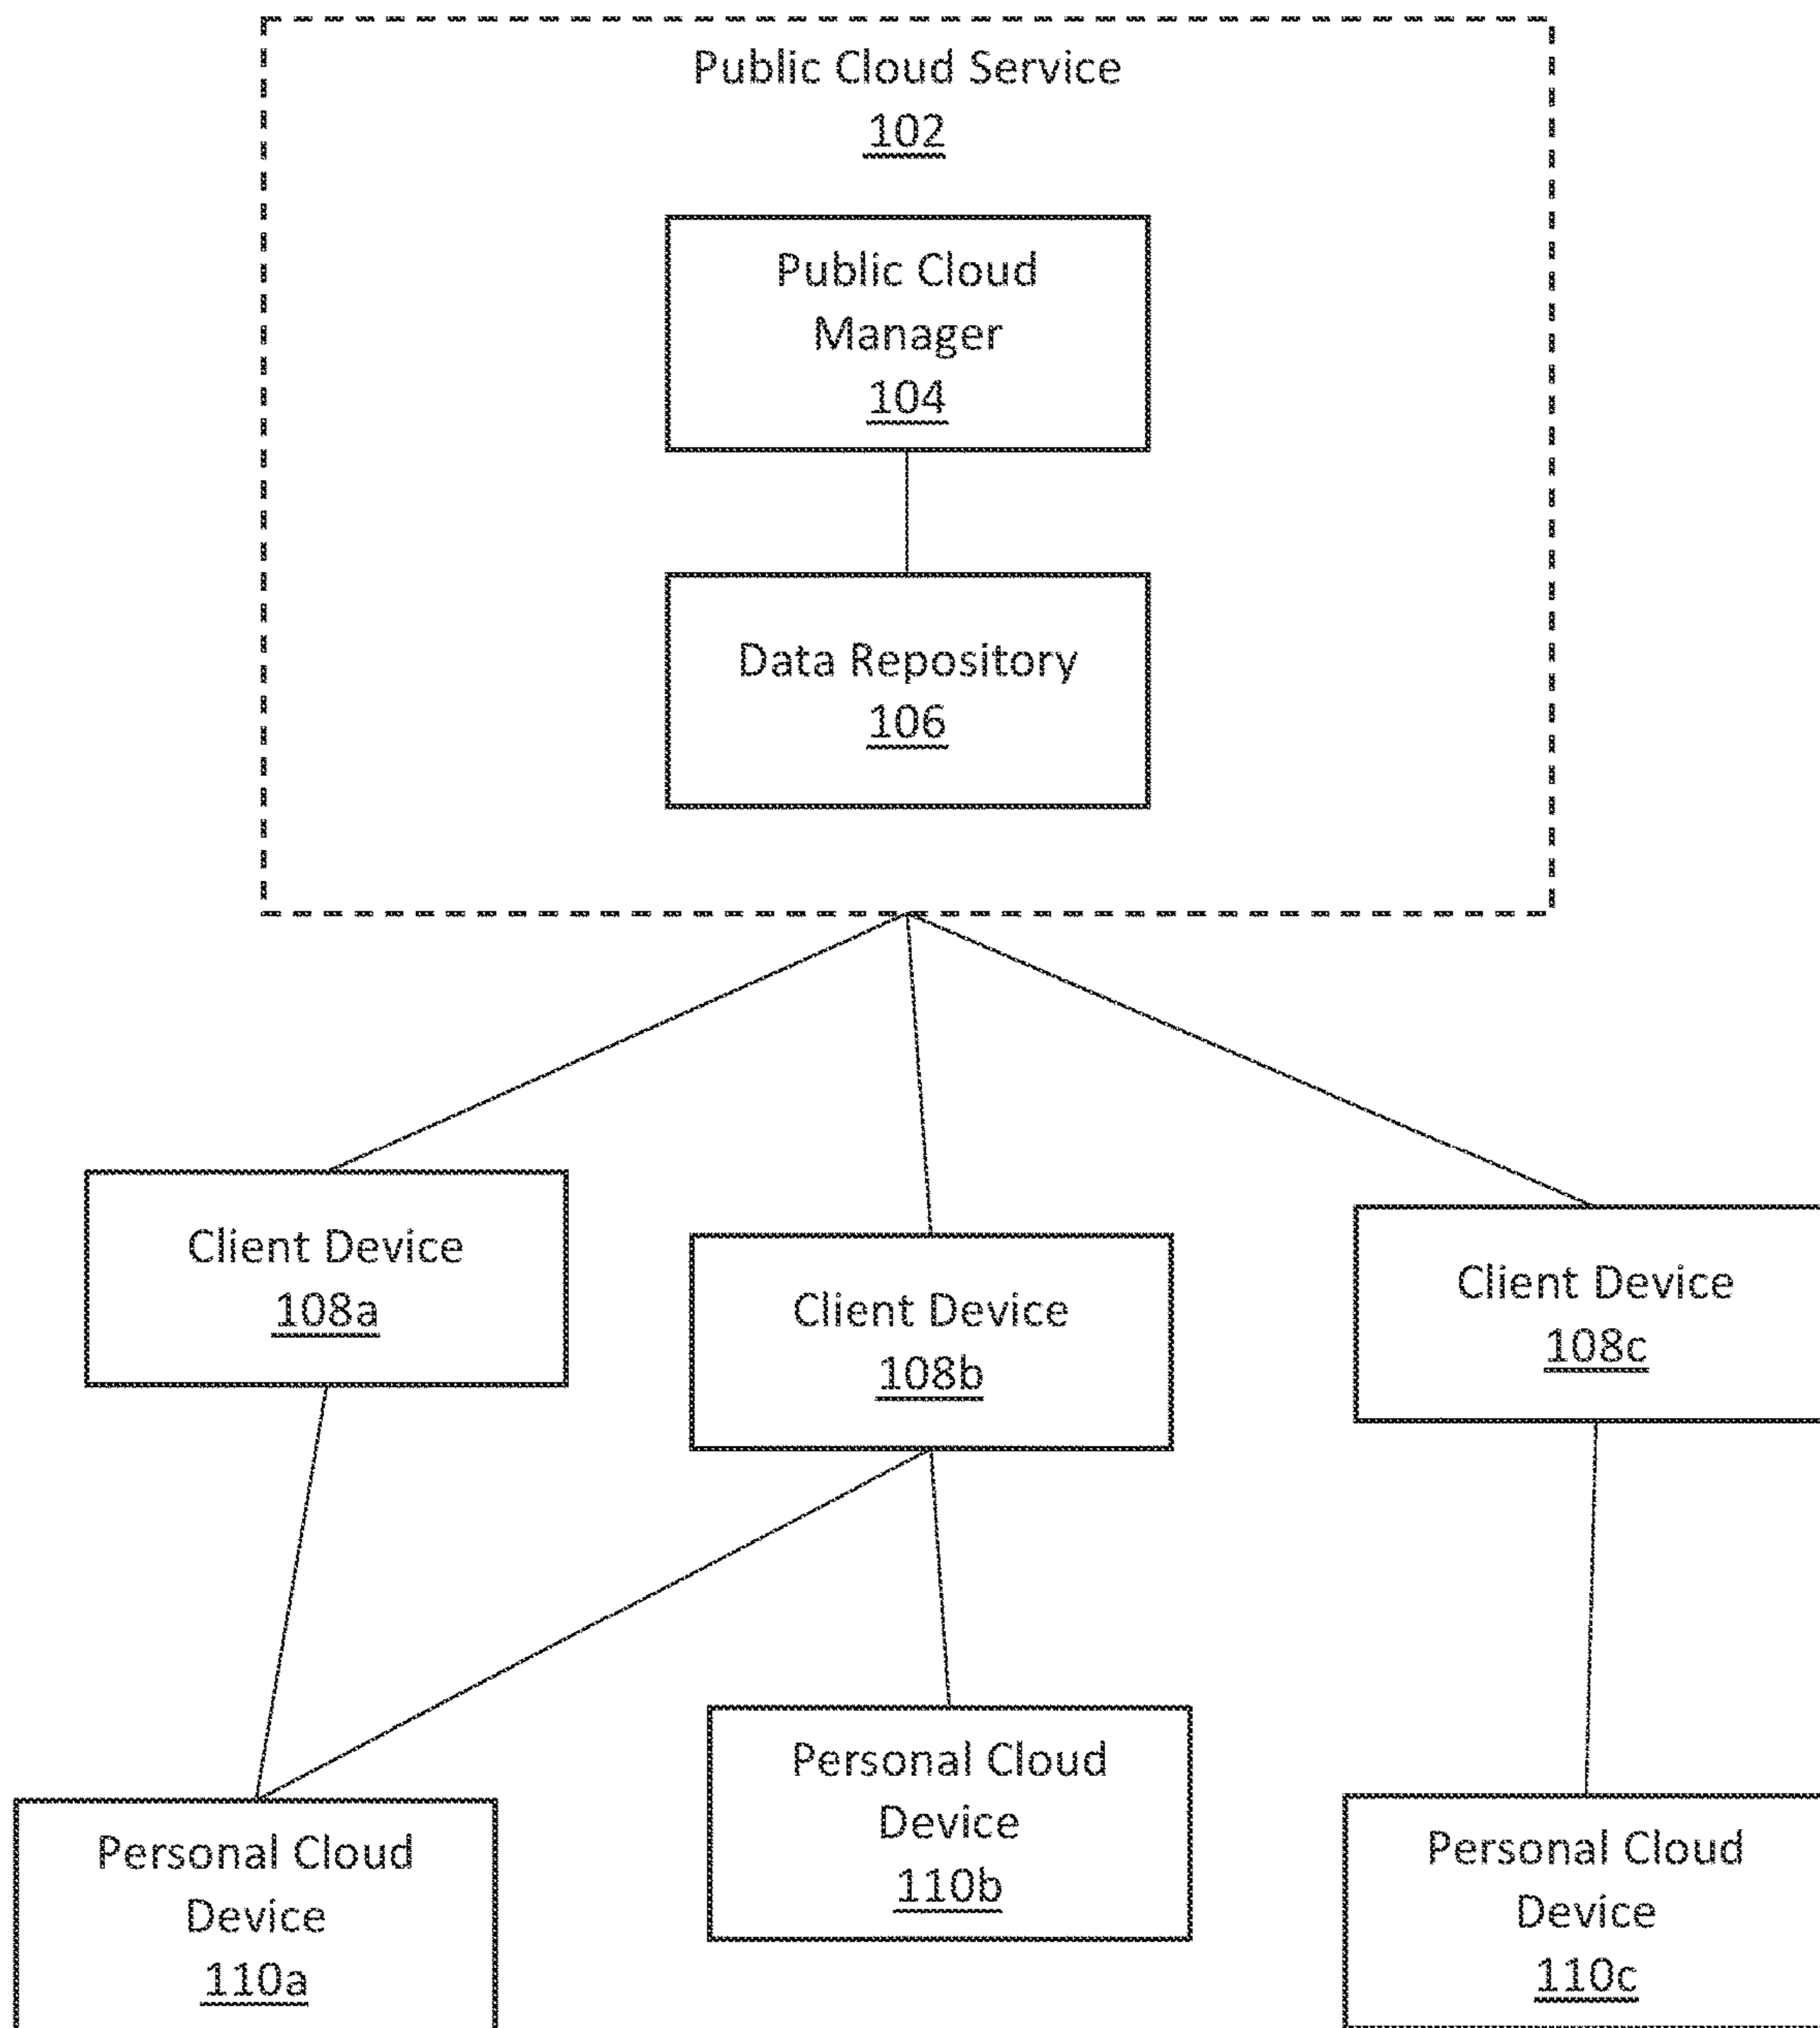 Public Cloud Service
102
Public Cloud
Manager
104
Data Repository
106
Client Device
108a
Client Device
108b
Client Device
108c
Personal Cloud
Device
110a
Personal Cloud
Device
110b
Personal Cloud
Device
110c